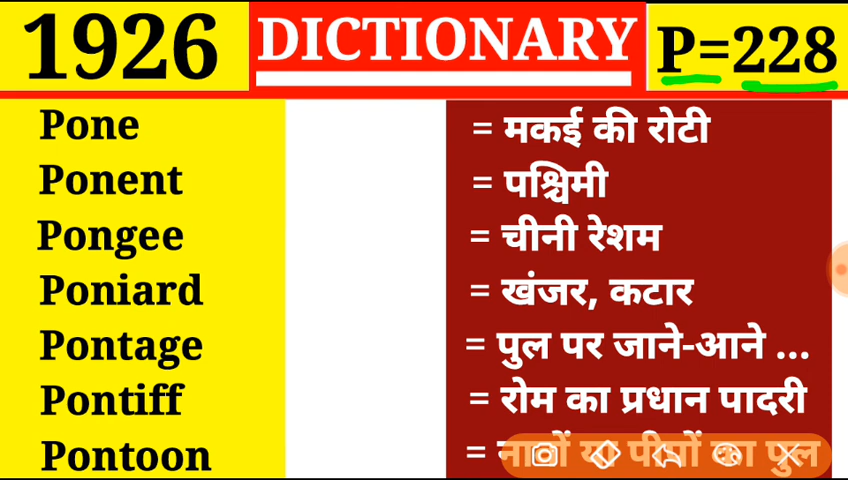 1926 DICTIONARY P=228
Pone = मकई की रोटी
Ponent = पश्चिमी
Pongee = चीनी रेशम
Poniard = खंजर, कटार
Pontage = पुल पर जाने-आने ...
Pontiff = रोम का प्रधान पादरी
Pontoon = नावों या पीपों का पुल